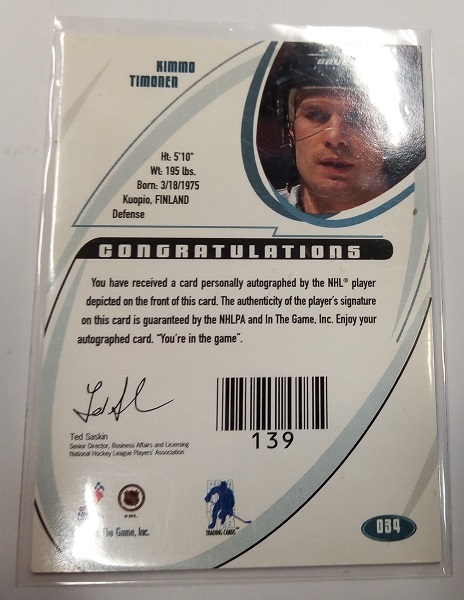 KIMMO
TIMONEN
Ht: 5'10"
Wt: 195 lbs.
Born: 3/18/1975
Kuopio, FINLAND
Defense
CONGRATULATIONS
You have received a card personally autographed by the NHL® player
depicted on the front of this card. The authenticity of the player's signature
on this card is guaranteed by the NHLPA and In The Game, Inc. Enjoy your
autographed card. "You're in the game".
Ted Saskin
Senior Director, Business Affairs and Licensing
National Hockey League Players' Association
139
The Game, Inc.
TRADING CARDS
034